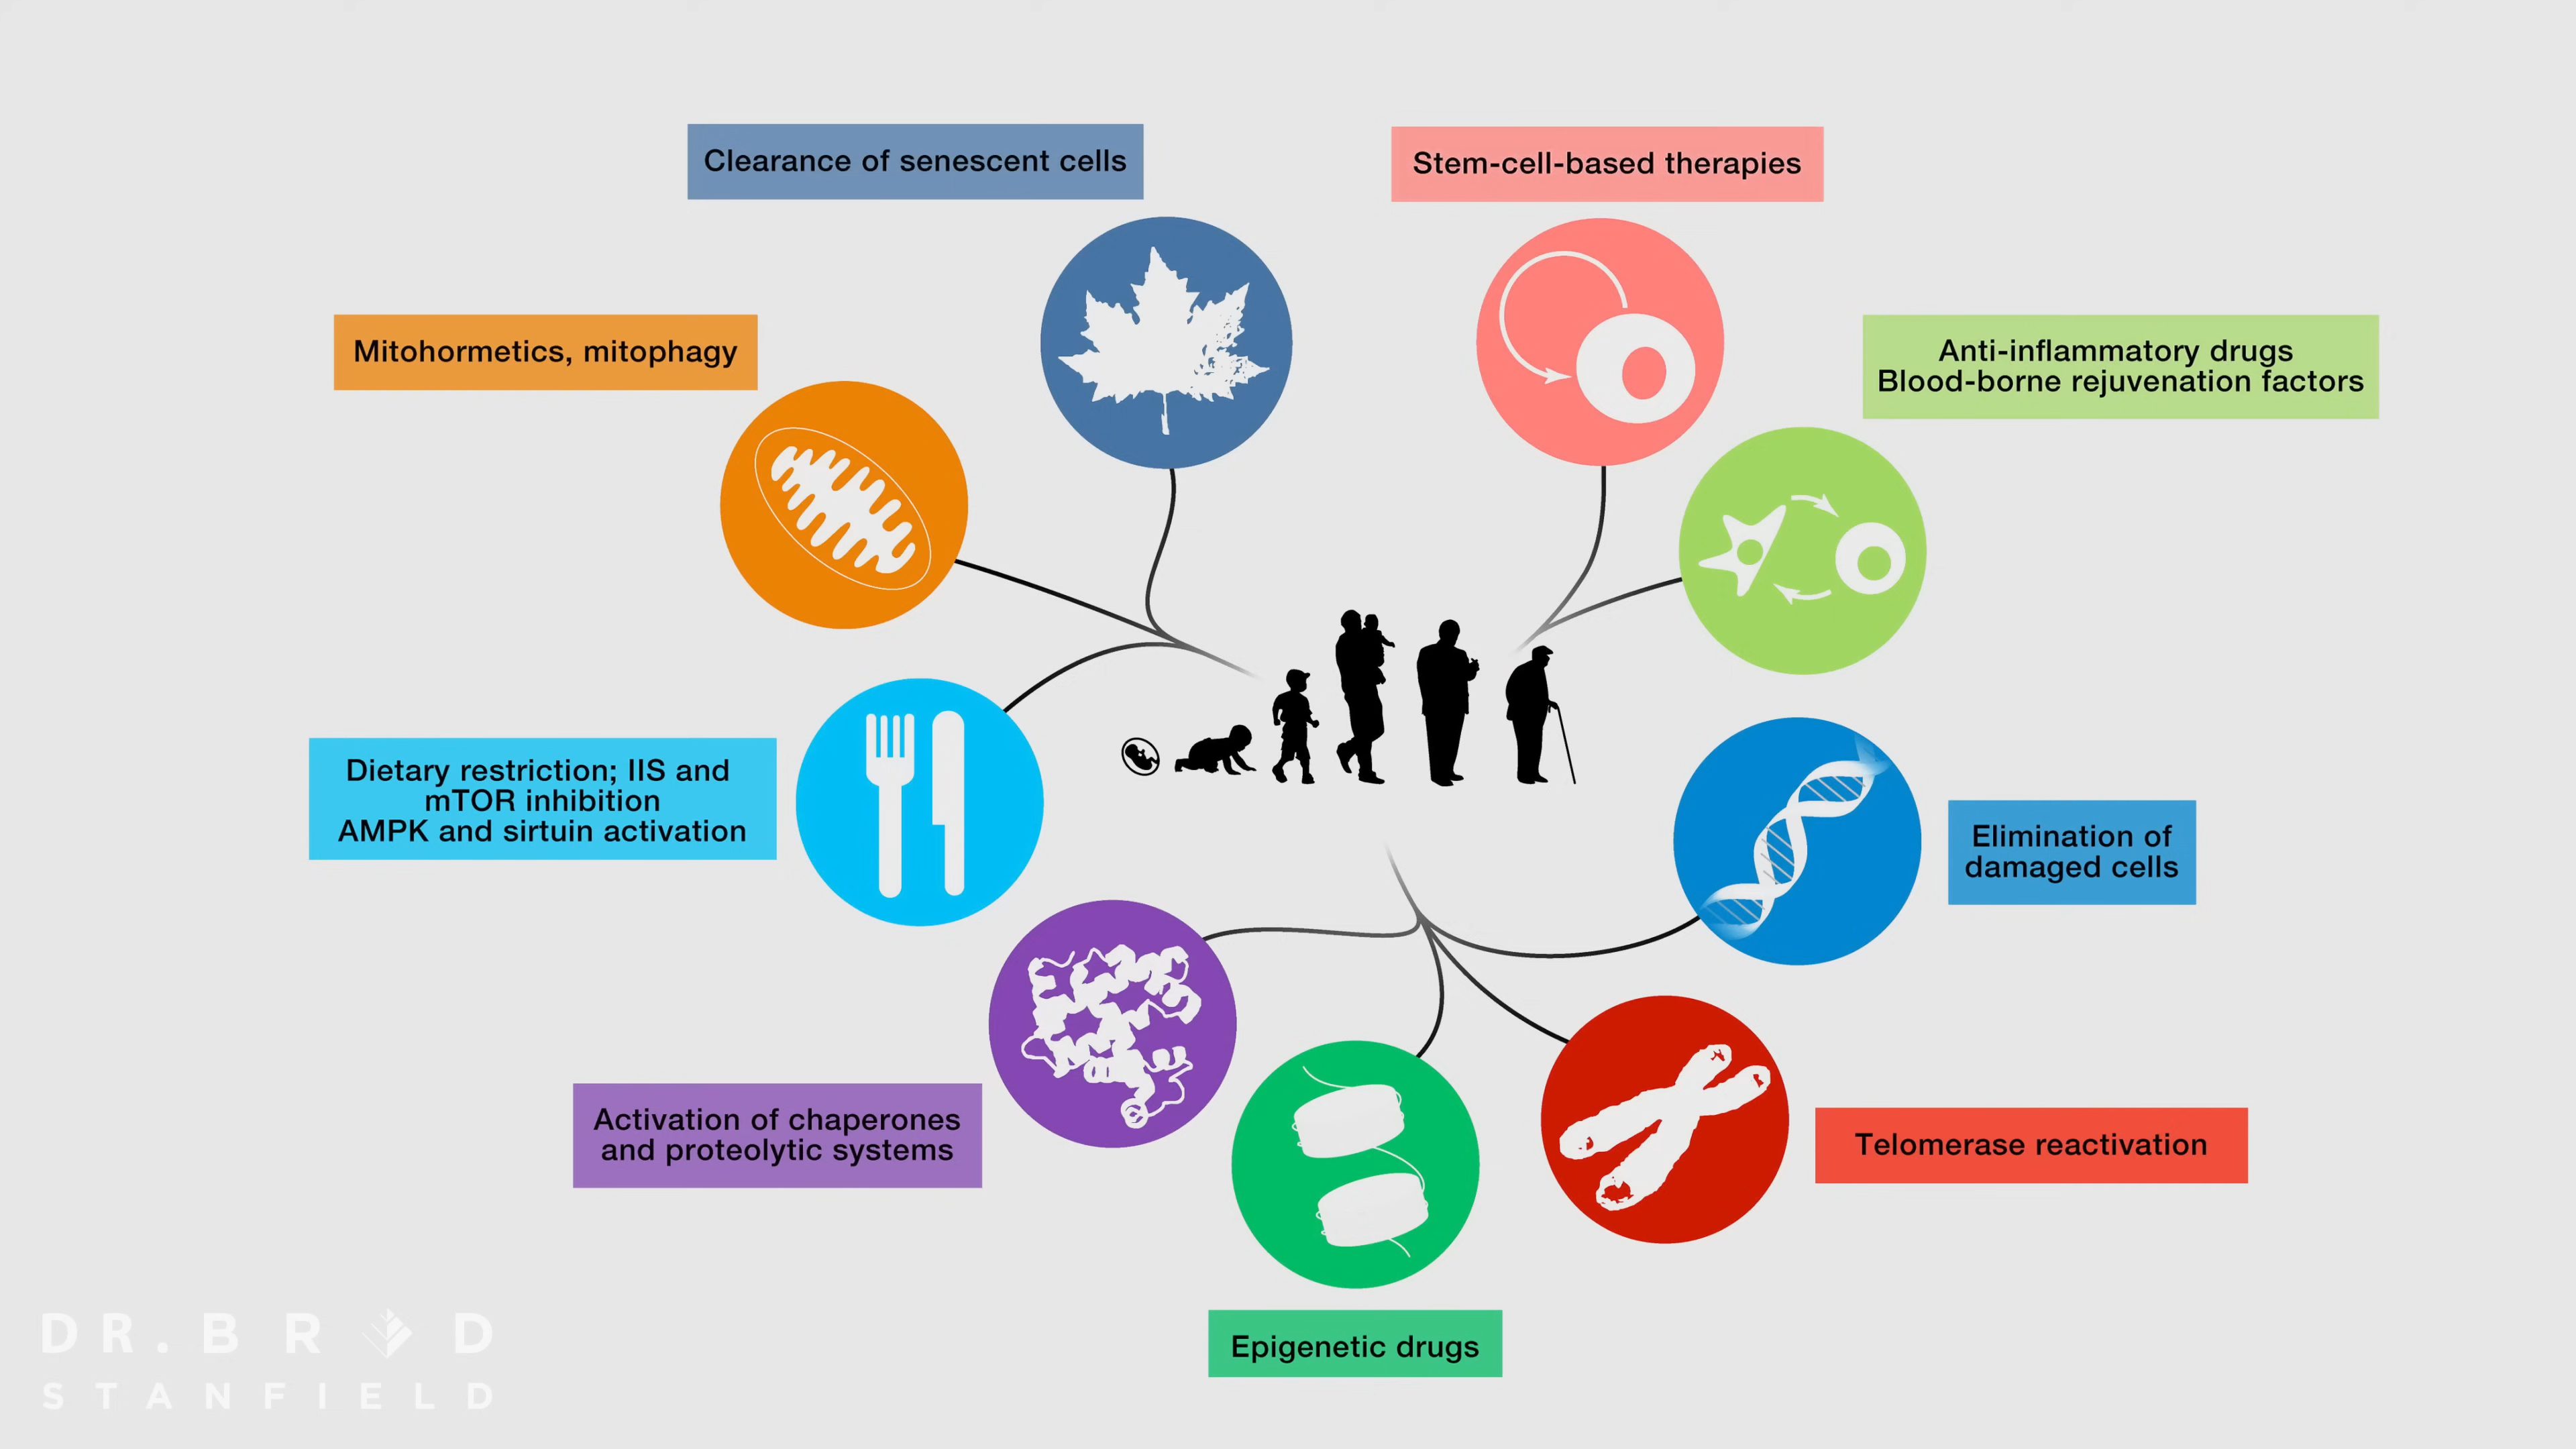 Clearance of senescent cells
Stem-cell-based therapies
Mitohormetics, mitophagy
Anti-inflammatory drugs
Blood-borne rejuvenation factors
Dietary restriction; IIS and
mTOR inhibition
AMPK and sirtuin activation
Elimination of
damaged cells
Activation of chaperones
and proteolytic systems
Telomerase reactivation
Epigenetic drugs
DR. BRAD
STANFIELD